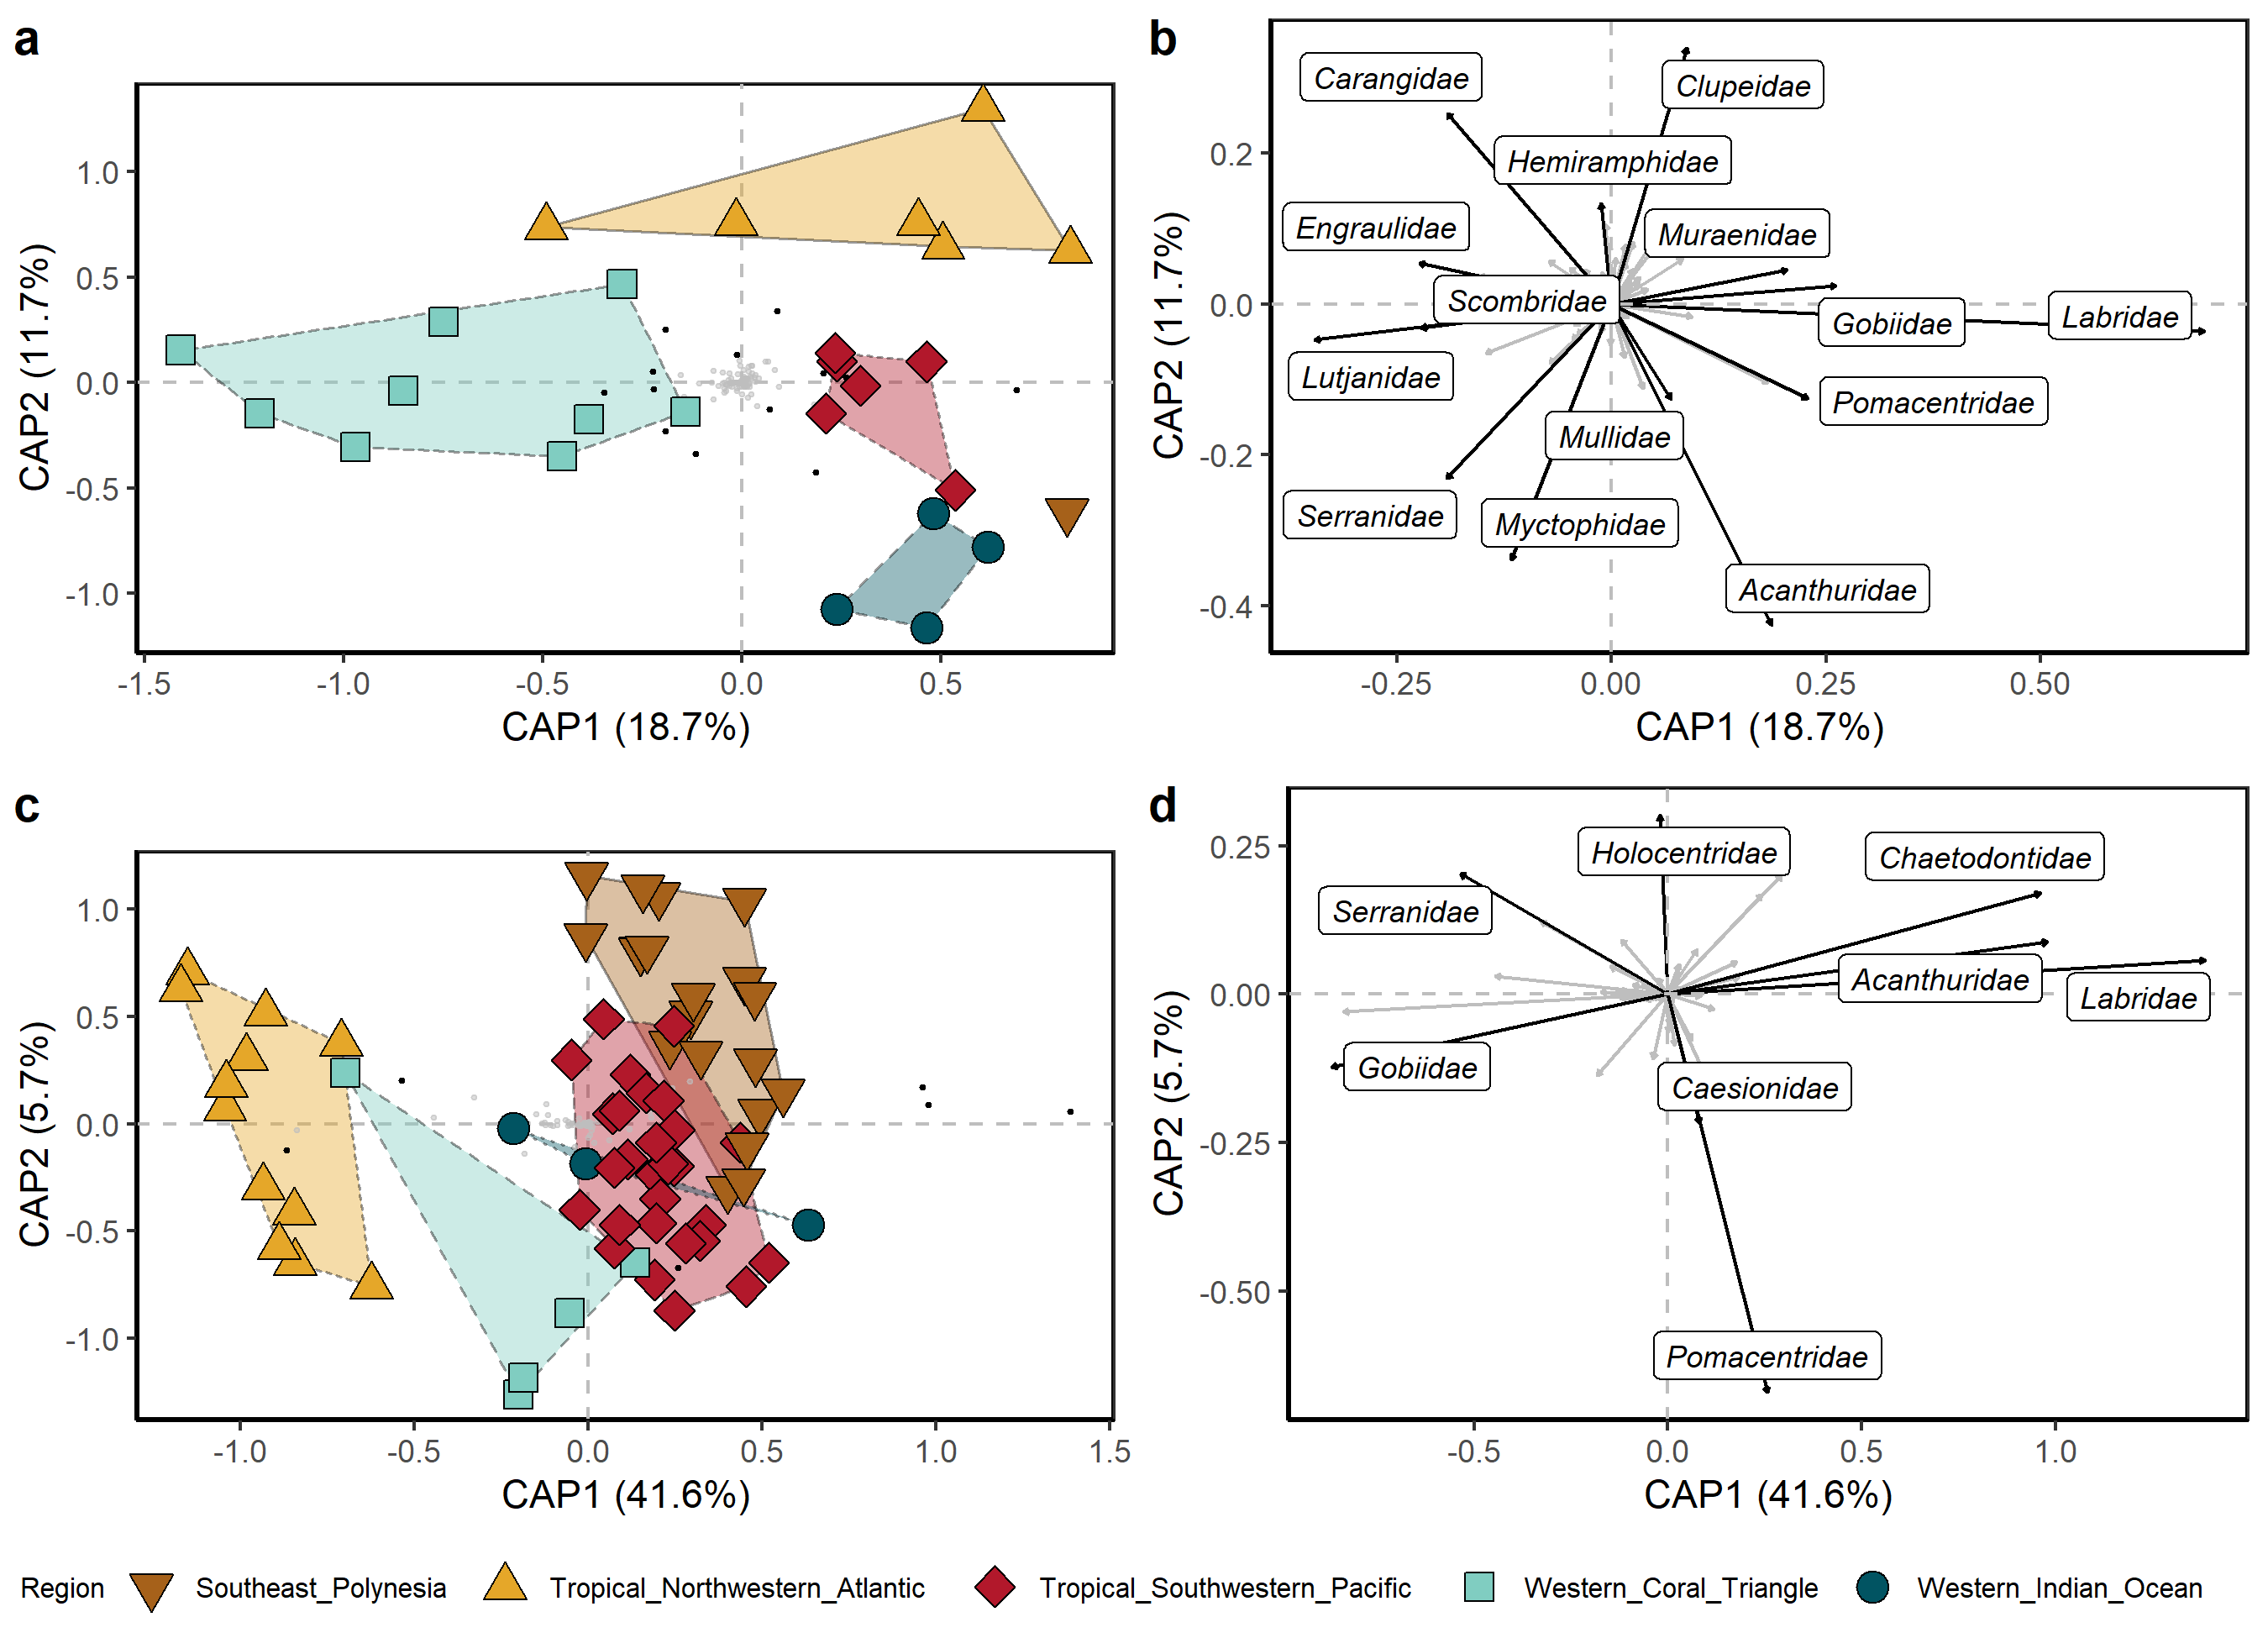 a
1.0
0.5
0.0
-0.5
-1.0
CAP2 (11.7%)
-1.5 -1.0 -0.5 0.0 0.5
CAP1 (18.7%)
b
Carangidae
Clupeidae
Hemiramphidae
Engraulidae
Muraenidae
Scombridae
Gobiidae
Labridae
Lutjanidae
Pomacentridae
Mullidae
Serranidae
Myctophidae
Acanthuridae
0.2
0.0
-0.2
-0.4
CAP2 (11.7%)
-0.25 0.00 0.25 0.50
CAP1 (18.7%)
c
1.0
0.5
0.0
-0.5
-1.0
CAP2 (5.7%)
-1.0 -0.5 0.0 0.5 1.0 1.5
CAP1 (41.6%)
d
Holocentridae
Chaetodontidae
Serranidae
Acanthuridae
Labridae
Gobiidae
Caesionidae
Pomacentridae
0.25
0.00
-0.25
-0.50
CAP2 (5.7%)
-0.5 0.0 0.5 1.0
CAP1 (41.6%)
Region Southeast_Polynesia Tropical_Northwestern_Atlantic Tropical_Southwestern_Pacific Western_Coral_Triangle Western_Indian_Ocean